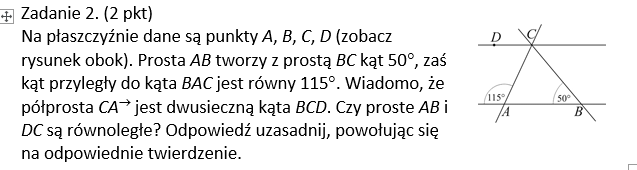 Zadanie 2. (2 pkt)
Na płaszczyźnie dane są punkty A, B, C, D (zobacz
rysunek obok). Prosta AB tworzy z prostą BC kąt 50°, zaś
kąt przyległy do kąta BAC jest równy 115°. Wiadomo, że
półprosta CA→ jest dwusieczną kąta BCD. Czy proste AB i
DC są równoległe? Odpowiedź uzasadnij, powołując się
na odpowiednie twierdzenie.
D C
115° 50°
A B